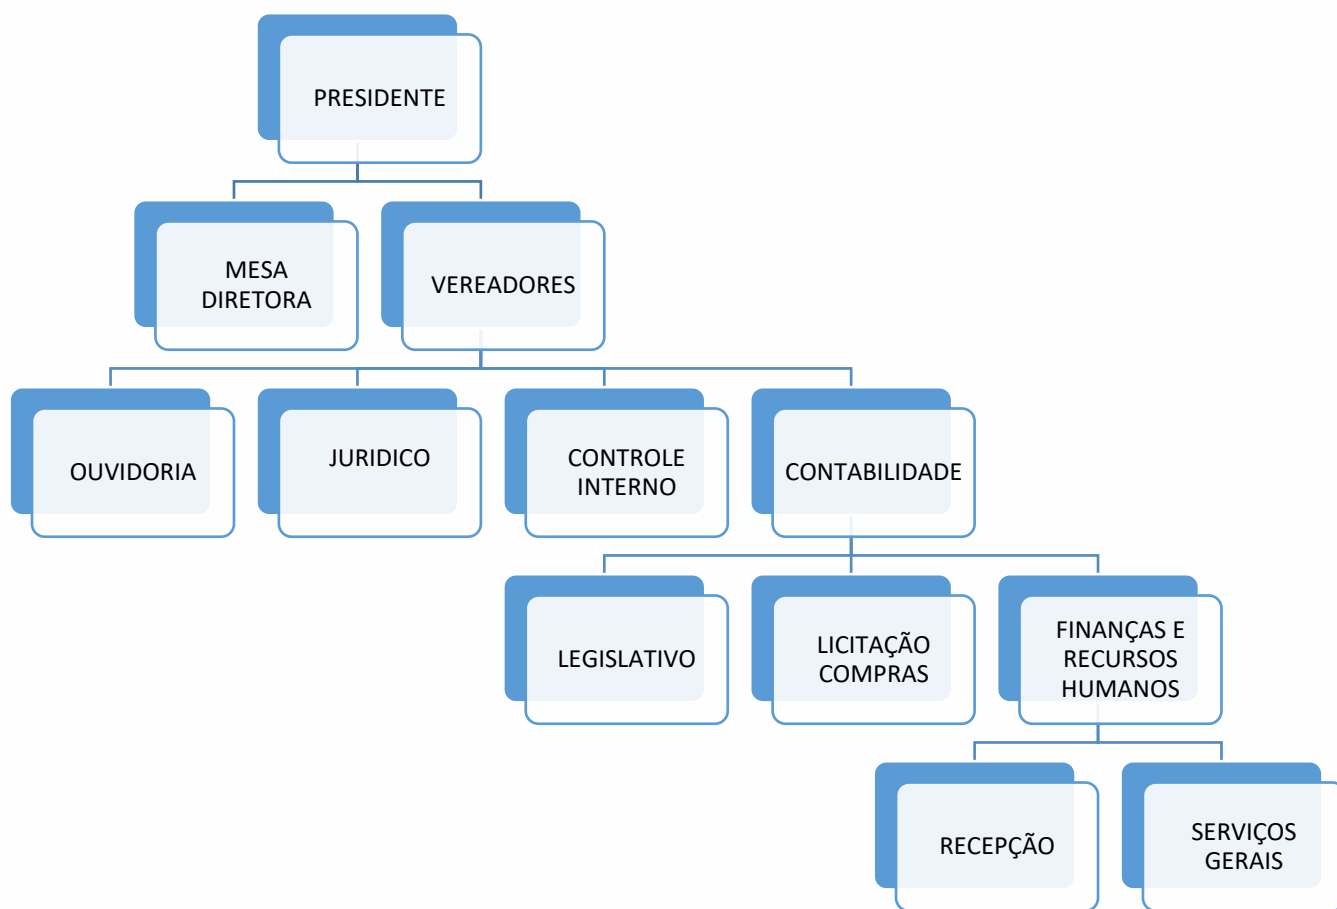 PRESIDENTE
MESA
DIRETORA
VEREADORES
OUVIDORIA
JURIDICO
CONTROLE
INTERNO
CONTABILIDADE
LEGISLATIVO
LICITAÇÃO
COMPRAS
FINANÇAS E
RECURSOS
HUMANOS
RECEPÇÃO
SERVIÇOS
GERAIS